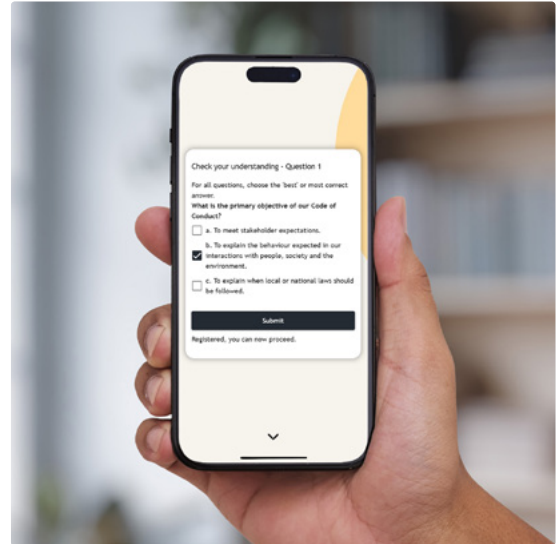 Check your understanding - Question 1
For all questions, choose the 'best' or most correct
answer.
What is the primary objective of our Code of
Conduct?
a. To meet stakeholder expectations.
b. To explain the behaviour expected in our
interactions with people, society and the
environment.
c. To explain when local or national laws should
be followed.
Submit
Registered, you can now proceed.